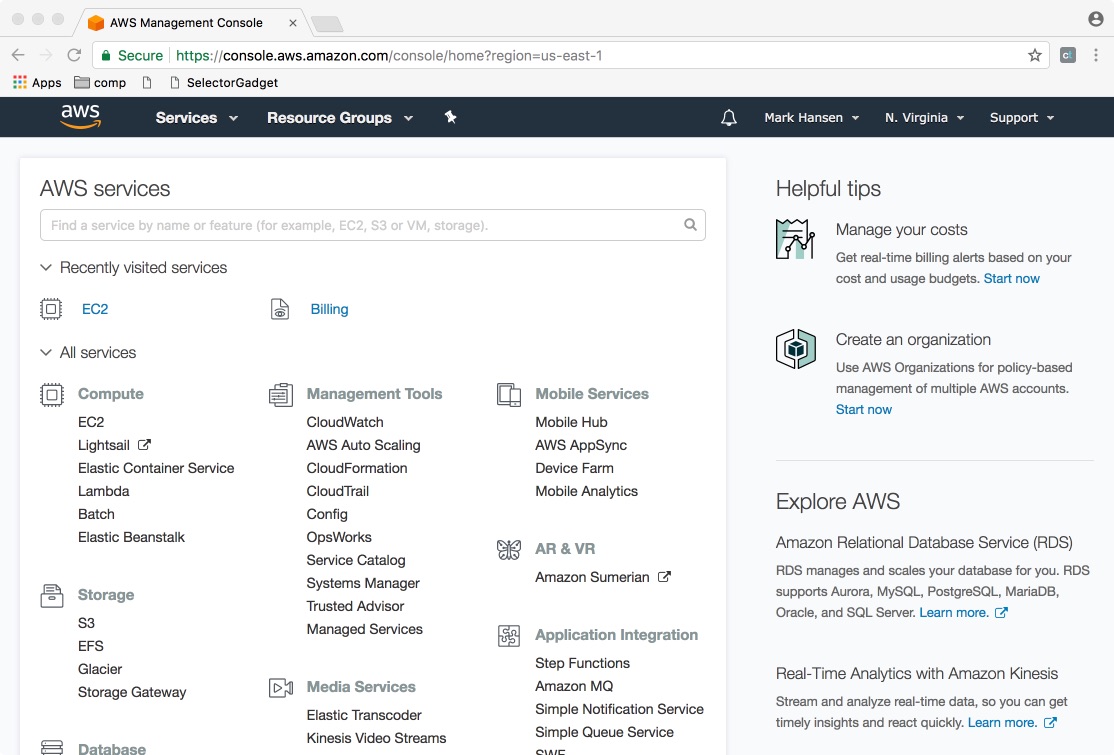 AWS Management Console
Secure
https://console.aws.amazon.com/console/home?region=us-east-1
Apps
comp
SelectorGadget
aws
Services
Resource Groups
Mark Hansen
N. Virginia
Support
AWS services
Find a service by name or feature (for example, EC2, S3 or VM, storage).
Recently visited services
EC2
Billing
All services
Compute
EC2
Lightsail
Elastic Container Service
Lambda
Batch
Elastic Beanstalk
Storage
S3
EFS
Glacier
Storage Gateway
Database
Management Tools
CloudWatch
AWS Auto Scaling
CloudFormation
CloudTrail
Config
OpsWorks
Service Catalog
Systems Manager
Trusted Advisor
Managed Services
Media Services
Elastic Transcoder
Kinesis Video Streams
Mobile Services
Mobile Hub
AWS AppSync
Device Farm
Mobile Analytics
AR & VR
Amazon Sumerian
Application Integration
Step Functions
Amazon MQ
Simple Notification Service
Simple Queue Service
SWF
Helpful tips
Manage your costs
Get real-time billing alerts based on your
cost and usage budgets. Start now
Create an organization
Use AWS Organizations for policy-based
management of multiple AWS accounts.
Start now
Explore AWS
Amazon Relational Database Service (RDS)
RDS manages and scales your database for you. RDS
supports Aurora, MySQL, PostgreSQL, MariaDB,
Oracle, and SQL Server. Learn more.
Real-Time Analytics with Amazon Kinesis
Stream and analyze real-time data, so you can get
timely insights and react quickly. Learn more.